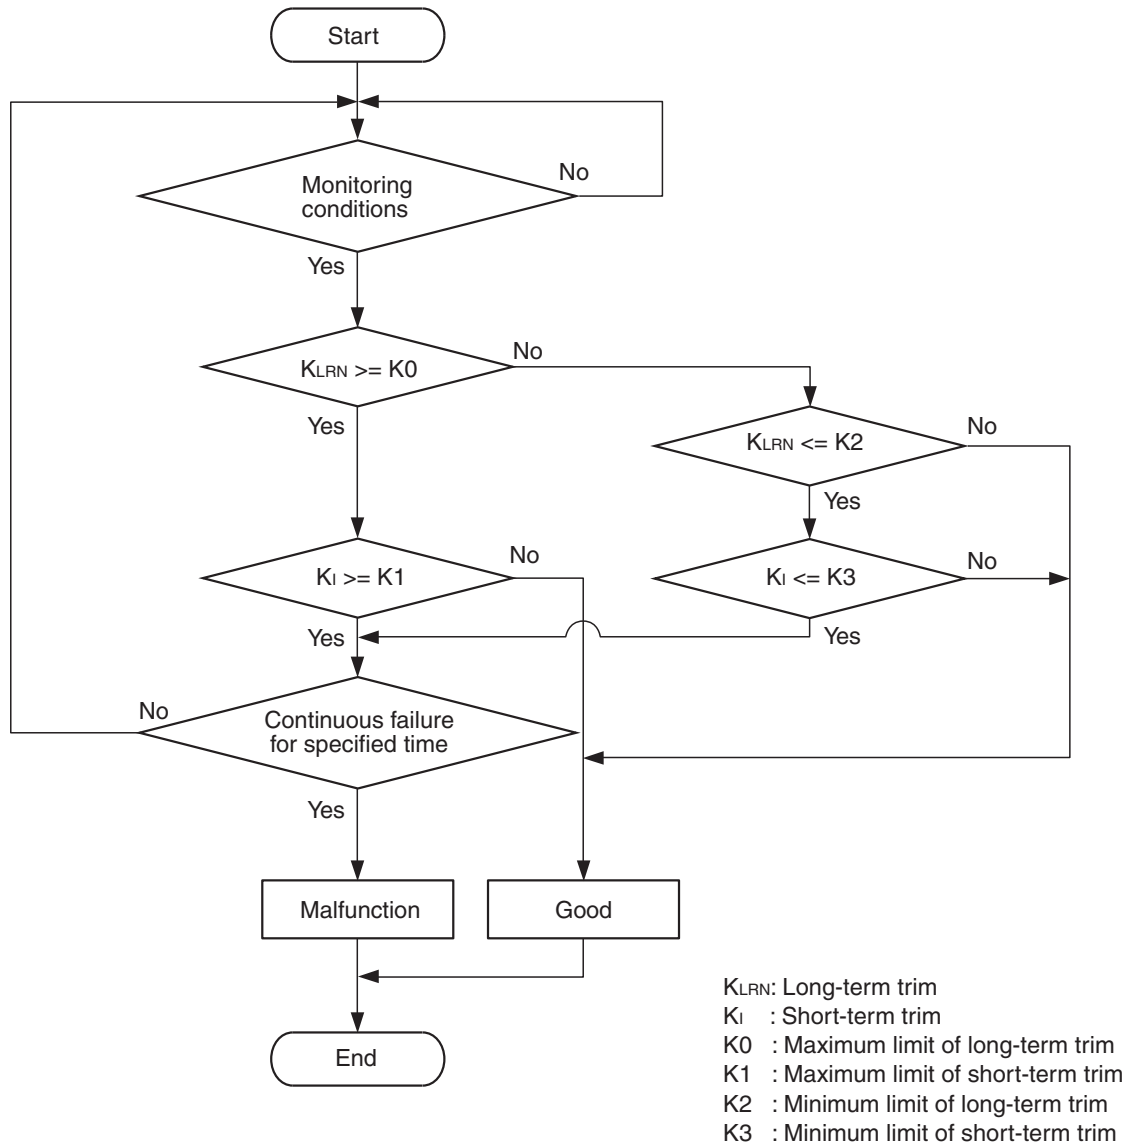 Start
No
Monitoring
conditions
Yes
KLRN >= K0
No
Yes
KLRN <= K2
No
Yes
KI >= K1
No
KI <= K3
No
Yes
Yes
No
Continuous failure
for specified time
Yes
Malfunction
Good
End
KLRN: Long-term trim
KI : Short-term trim
K0 : Maximum limit of long-term trim
K1 : Maximum limit of short-term trim
K2 : Minimum limit of long-term trim
K3 : Minimum limit of short-term trim